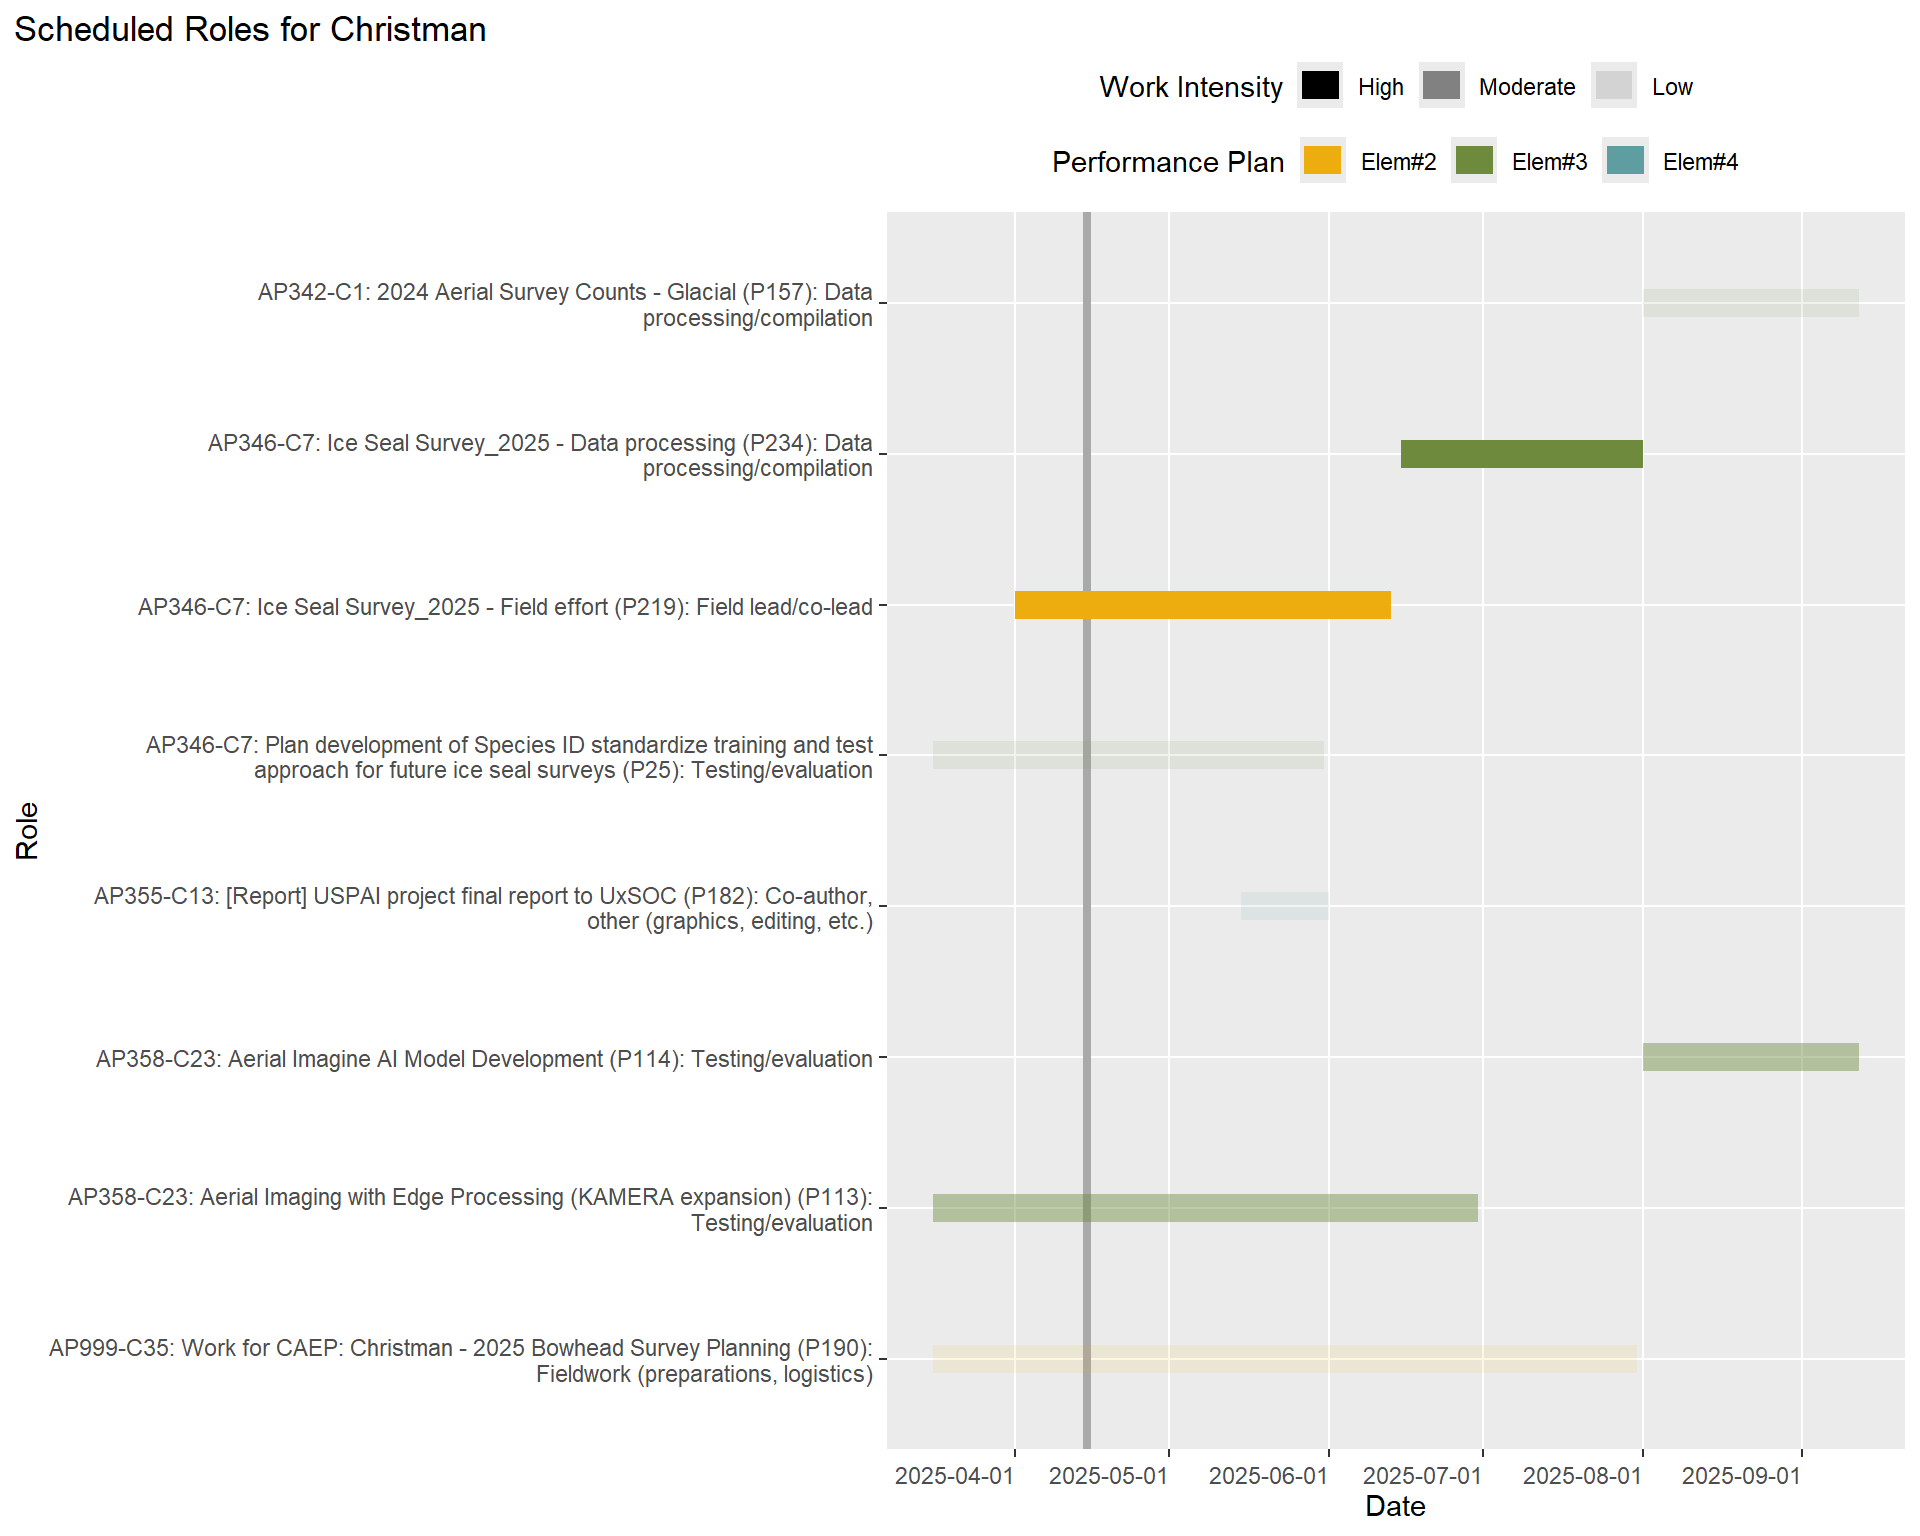 Scheduled Roles for Christman
Work Intensity High Moderate Low
Performance Plan Elem#2 Elem#3 Elem#4
AP342-C1: 2024 Aerial Survey Counts - Glacial (P157): Data
processing/compilation
AP346-C7: Ice Seal Survey_2025 - Data processing (P234): Data
processing/compilation
AP346-C7: Ice Seal Survey_2025 - Field effort (P219): Field lead/co-lead
AP346-C7: Plan development of Species ID standardize training and test
approach for future ice seal surveys (P25): Testing/evaluation
Role
AP355-C13: [Report] USPAI project final report to UxSOC (P182): Co-author,
other (graphics, editing, etc.)
AP358-C23: Aerial Imagine AI Model Development (P114): Testing/evaluation
AP358-C23: Aerial Imaging with Edge Processing (KAMERA expansion) (P113):
Testing/evaluation
AP999-C35: Work for CAEP: Christman - 2025 Bowhead Survey Planning (P190):
Fieldwork (preparations, logistics)
2025-04-01 2025-05-01 2025-06-01 2025-07-01 2025-08-01 2025-09-01
Date